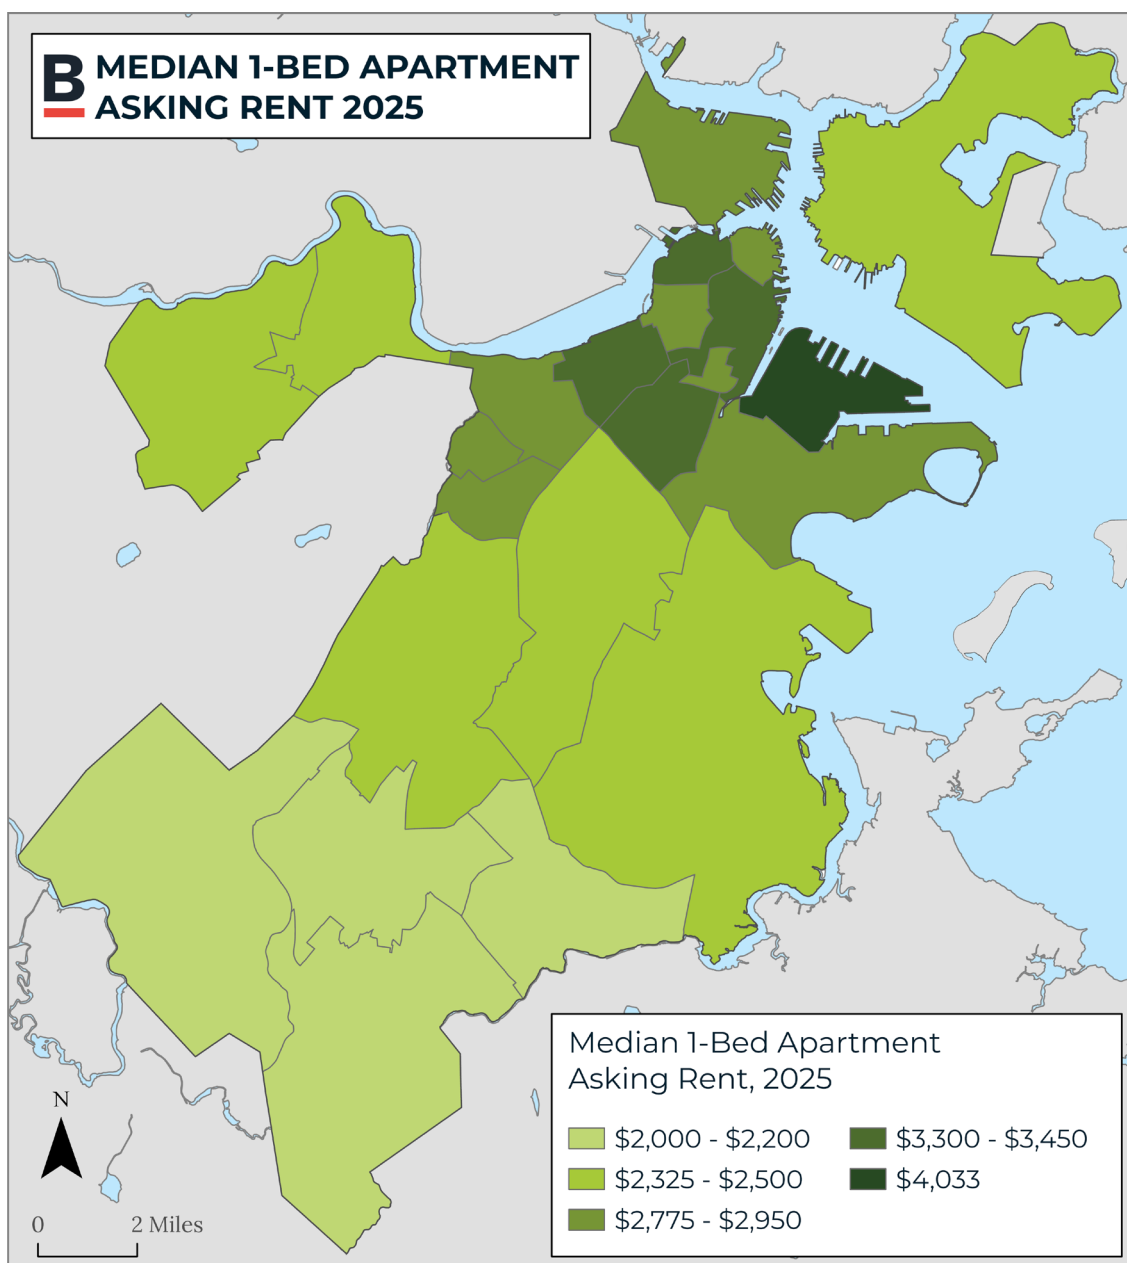 B
MEDIAN 1-BED APARTMENT
ASKING RENT 2025
Median 1-Bed Apartment
Asking Rent, 2025
$2,000 - $2,200
$2,325 - $2,500
$2,775 - $2,950
$3,300 - $3,450
$4,033
N
0 2 Miles